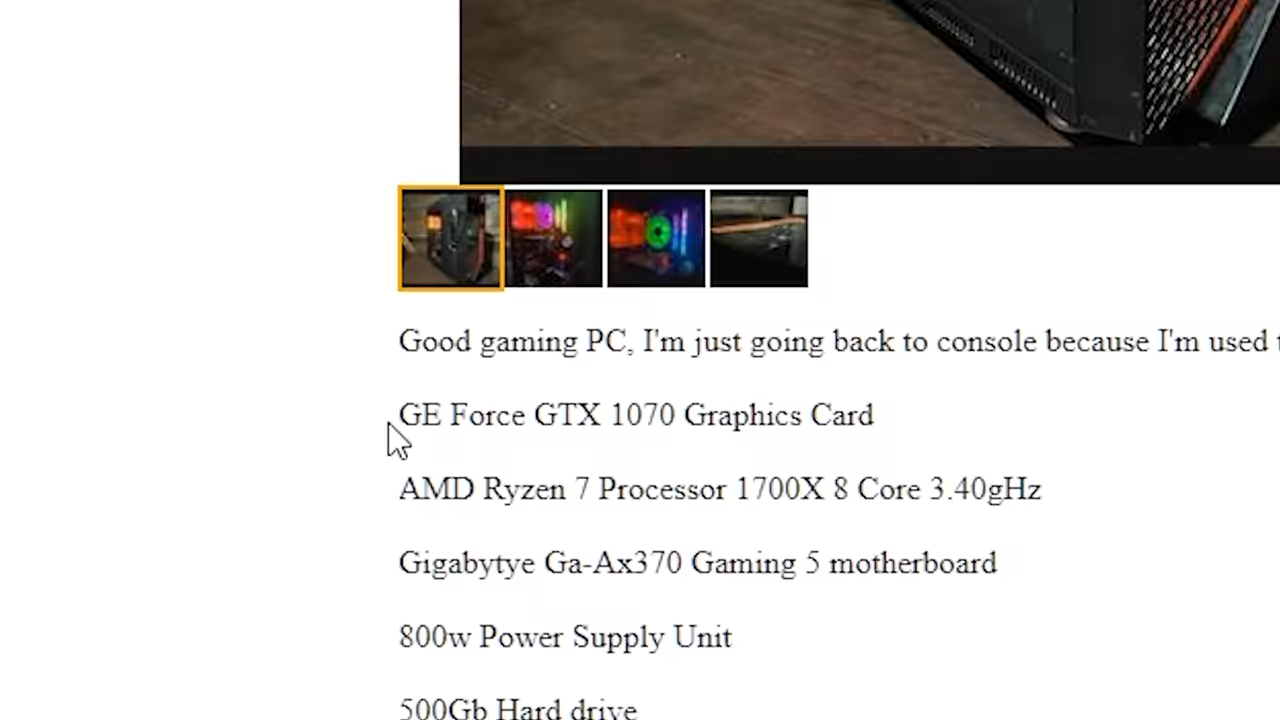 Good gaming PC, I'm just going back to console because I'm used
GE Force GTX 1070 Graphics Card
AMD Ryzen 7 Processor 1700X 8 Core 3.40gHz
Gigabytye Ga-Ax370 Gaming 5 motherboard
800w Power Supply Unit
500Gb Hard drive